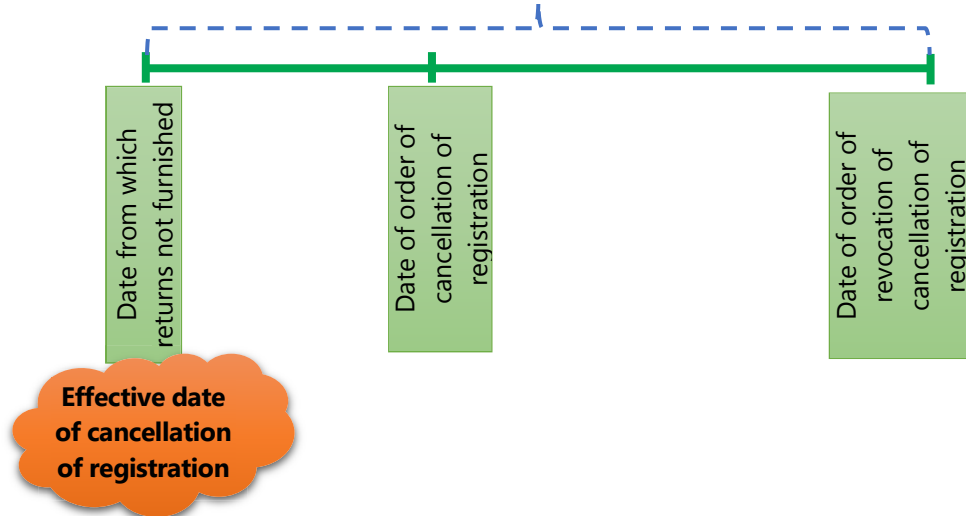 Date from which
returns not furnished
Date of order of
cancellation of
registration
Date of order of
revocation of
cancellation of
registration
Effective date
of cancellation
of registration